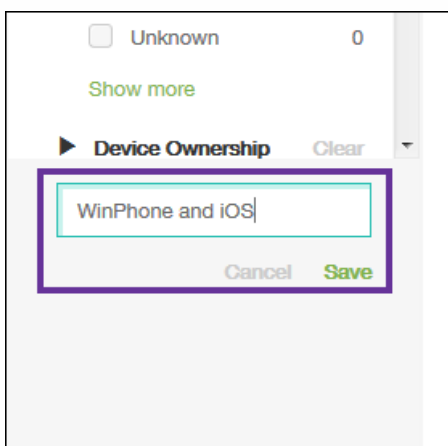 Unknown 0
Show more
Device Ownership Clear
WinPhone and iOS
Cancel Save